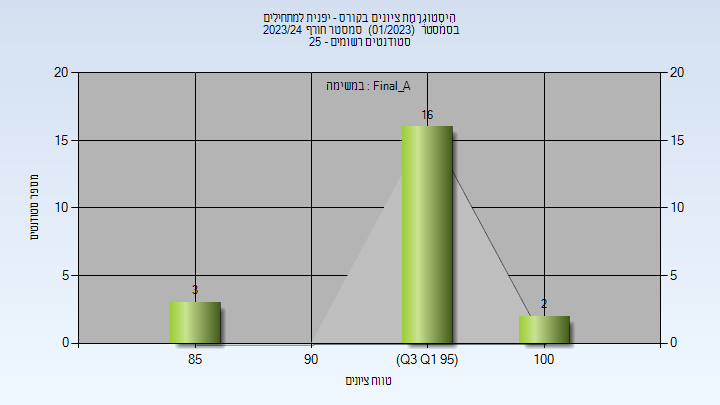 היסטוגרמת ציונים בקורס - יפנית למתחילים
בסמסטר (01/2023) סמסטר חורף 2023/24
סטודנטים רשומים - 25
במשימה : Final_A
מספר סטודנטים
20
15
10
5
0
20
15
10
5
0
3
16
2
85
90
(Q3 Q1 95)
100
טווח ציונים